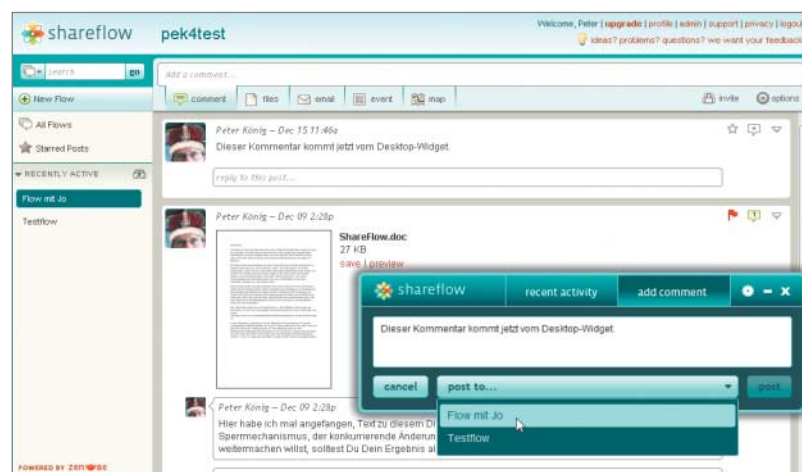 shareflow
pek4test
Welcome, Peter | upgrade | profile | admin | support | privacy | logout
ideas? problems? questions? we want your feedback
search
go
Add a comment...
New Flow
comment
files
email
event
map
invite
options
All Flows
Starred Posts
RECENTLY ACTIVE
Flow mit Jo
Testflow
Peter König – Dec 15 11:46a
Dieser Kommentar kommt jetzt vom Desktop-Widget.
reply to this post...
Peter König – Dec 09 2:28p
ShareFlow.doc
27 KB
save | preview
shareflow
recent activity
add comment
Dieser Kommentar kommt jetzt vom Desktop-Widget.
cancel
post to...
post
Flow mit Jo
Testflow
Peter König – Dec 09 2:28p
Hier habe ich mal angefangen, Text zu diesem Di
Sperrmechanismus, der konkurrierende Änderun
weitermachen willst, solltest Du Dein Ergebnis al
POWERED BY zenbe